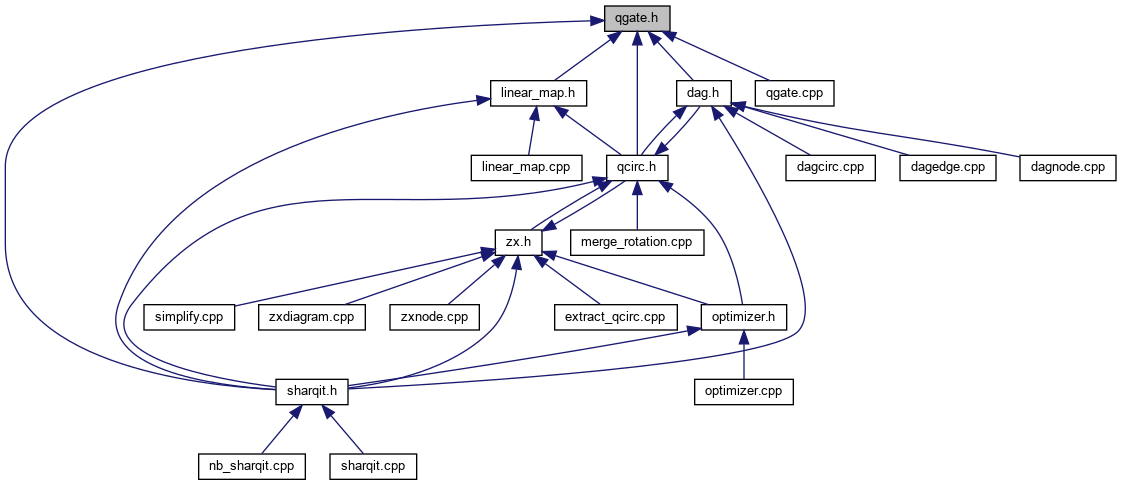 qgate.h
linear_map.h
dag.h
qgate.cpp
linear_map.cpp
qcirc.h
dagcirc.cpp
dagedge.cpp
dagnode.cpp
zx.h
merge_rotation.cpp
simplify.cpp
zxdiagram.cpp
zxnode.cpp
extract_qcirc.cpp
optimizer.h
sharqit.h
optimizer.cpp
nb_sharqit.cpp
sharqit.cpp